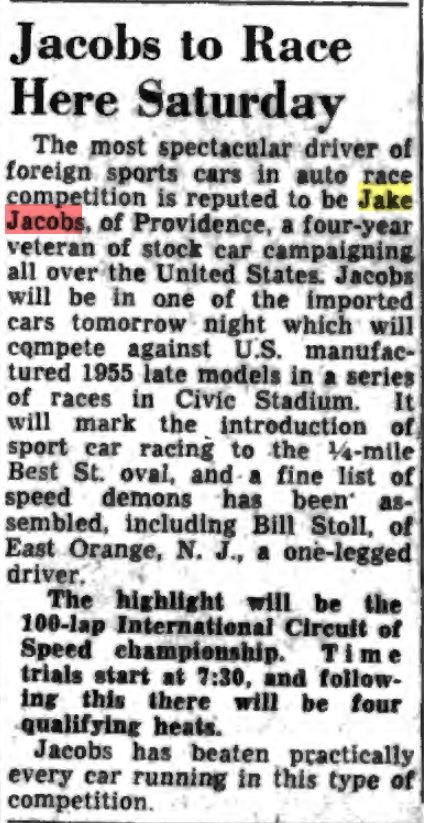 Jacobs to Race
Here Saturday
The most spectacular driver of
foreign sports cars in auto race
competition is reputed to be Jake
Jacobs, of Providence, a four-year
veteran of stock car campaigning
all over the United States. Jacobs
will be in one of the imported
cars tomorrow night which will
compete against U.S. manufac-
tured 1955 late models in a series
of races in Civic Stadium. It
will mark the introduction of
sport car racing to the ¼-mile
Best St. oval, and a fine list of
speed demons has been as-
sembled, including Bill Stoll, of
East Orange, N. J., a one-legged
driver.
The highlight will be the
100-lap International Circuit of
Speed championship. Time
trials start at 7:30, and follow-
ing this there will be four
qualifying heats.
Jacobs has beaten practically
every car running in this type of
competition.